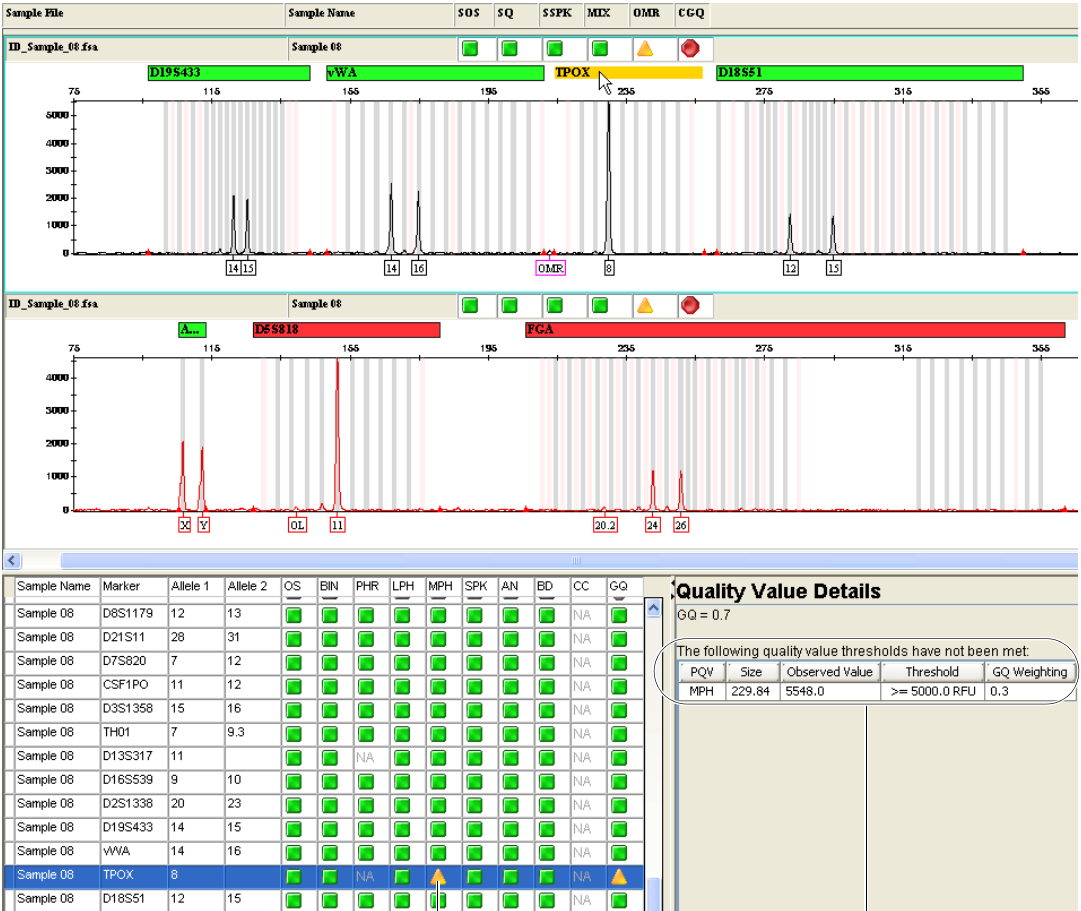 Sample File Sample Name SOS SQ SSPK MIX OMR CGQ
ID_Sample_08.fsa Sample 08
D19S433 vWA TPOX D18S51
75 115 155 195 235 275 315 355
5000
4000
3000
2000
1000
0
14 15 14 16 OMR 8 12 15
ID_Sample_08.fsa Sample 08
A... D5S818 FGA
75 115 155 195 235 275 315 355
4000
3000
2000
1000
0
X Y OL 11 20.2 24 26
Sample Name Marker Allele 1 Allele 2 OS BIN PHR LPH MPH SPK AN BD CC GQ
Sample 08 D8S1179 12 13 NA
Sample 08 D21S11 28 31 NA
Sample 08 D7S820 7 12 NA
Sample 08 CSF1PO 11 12 NA
Sample 08 D3S1358 15 16 NA
Sample 08 TH01 7 9.3 NA
Sample 08 D13S317 11 NA NA
Sample 08 D16S539 9 10 NA
Sample 08 D2S1338 20 23 NA
Sample 08 D19S433 14 15 NA
Sample 08 vWA 14 16 NA
Sample 08 TPOX 8 NA NA
Sample 08 D18S51 12 15 NA
Quality Value Details
GQ = 0.7
The following quality value thresholds have not been met:
PQV Size Observed Value Threshold GQ Weighting
MPH 229.84 5548.0 >= 5000.0 RFU 0.3